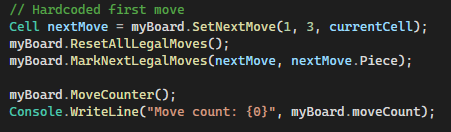 // Hardcoded first move
Cell nextMove = myBoard.SetNextMove(1, 3, currentCell);
myBoard.ResetAllLegalMoves();
myBoard.MarkNextLegalMoves(nextMove, nextMove.Piece);
myBoard.MoveCounter();
Console.WriteLine("Move count: {0}", myBoard.moveCount);